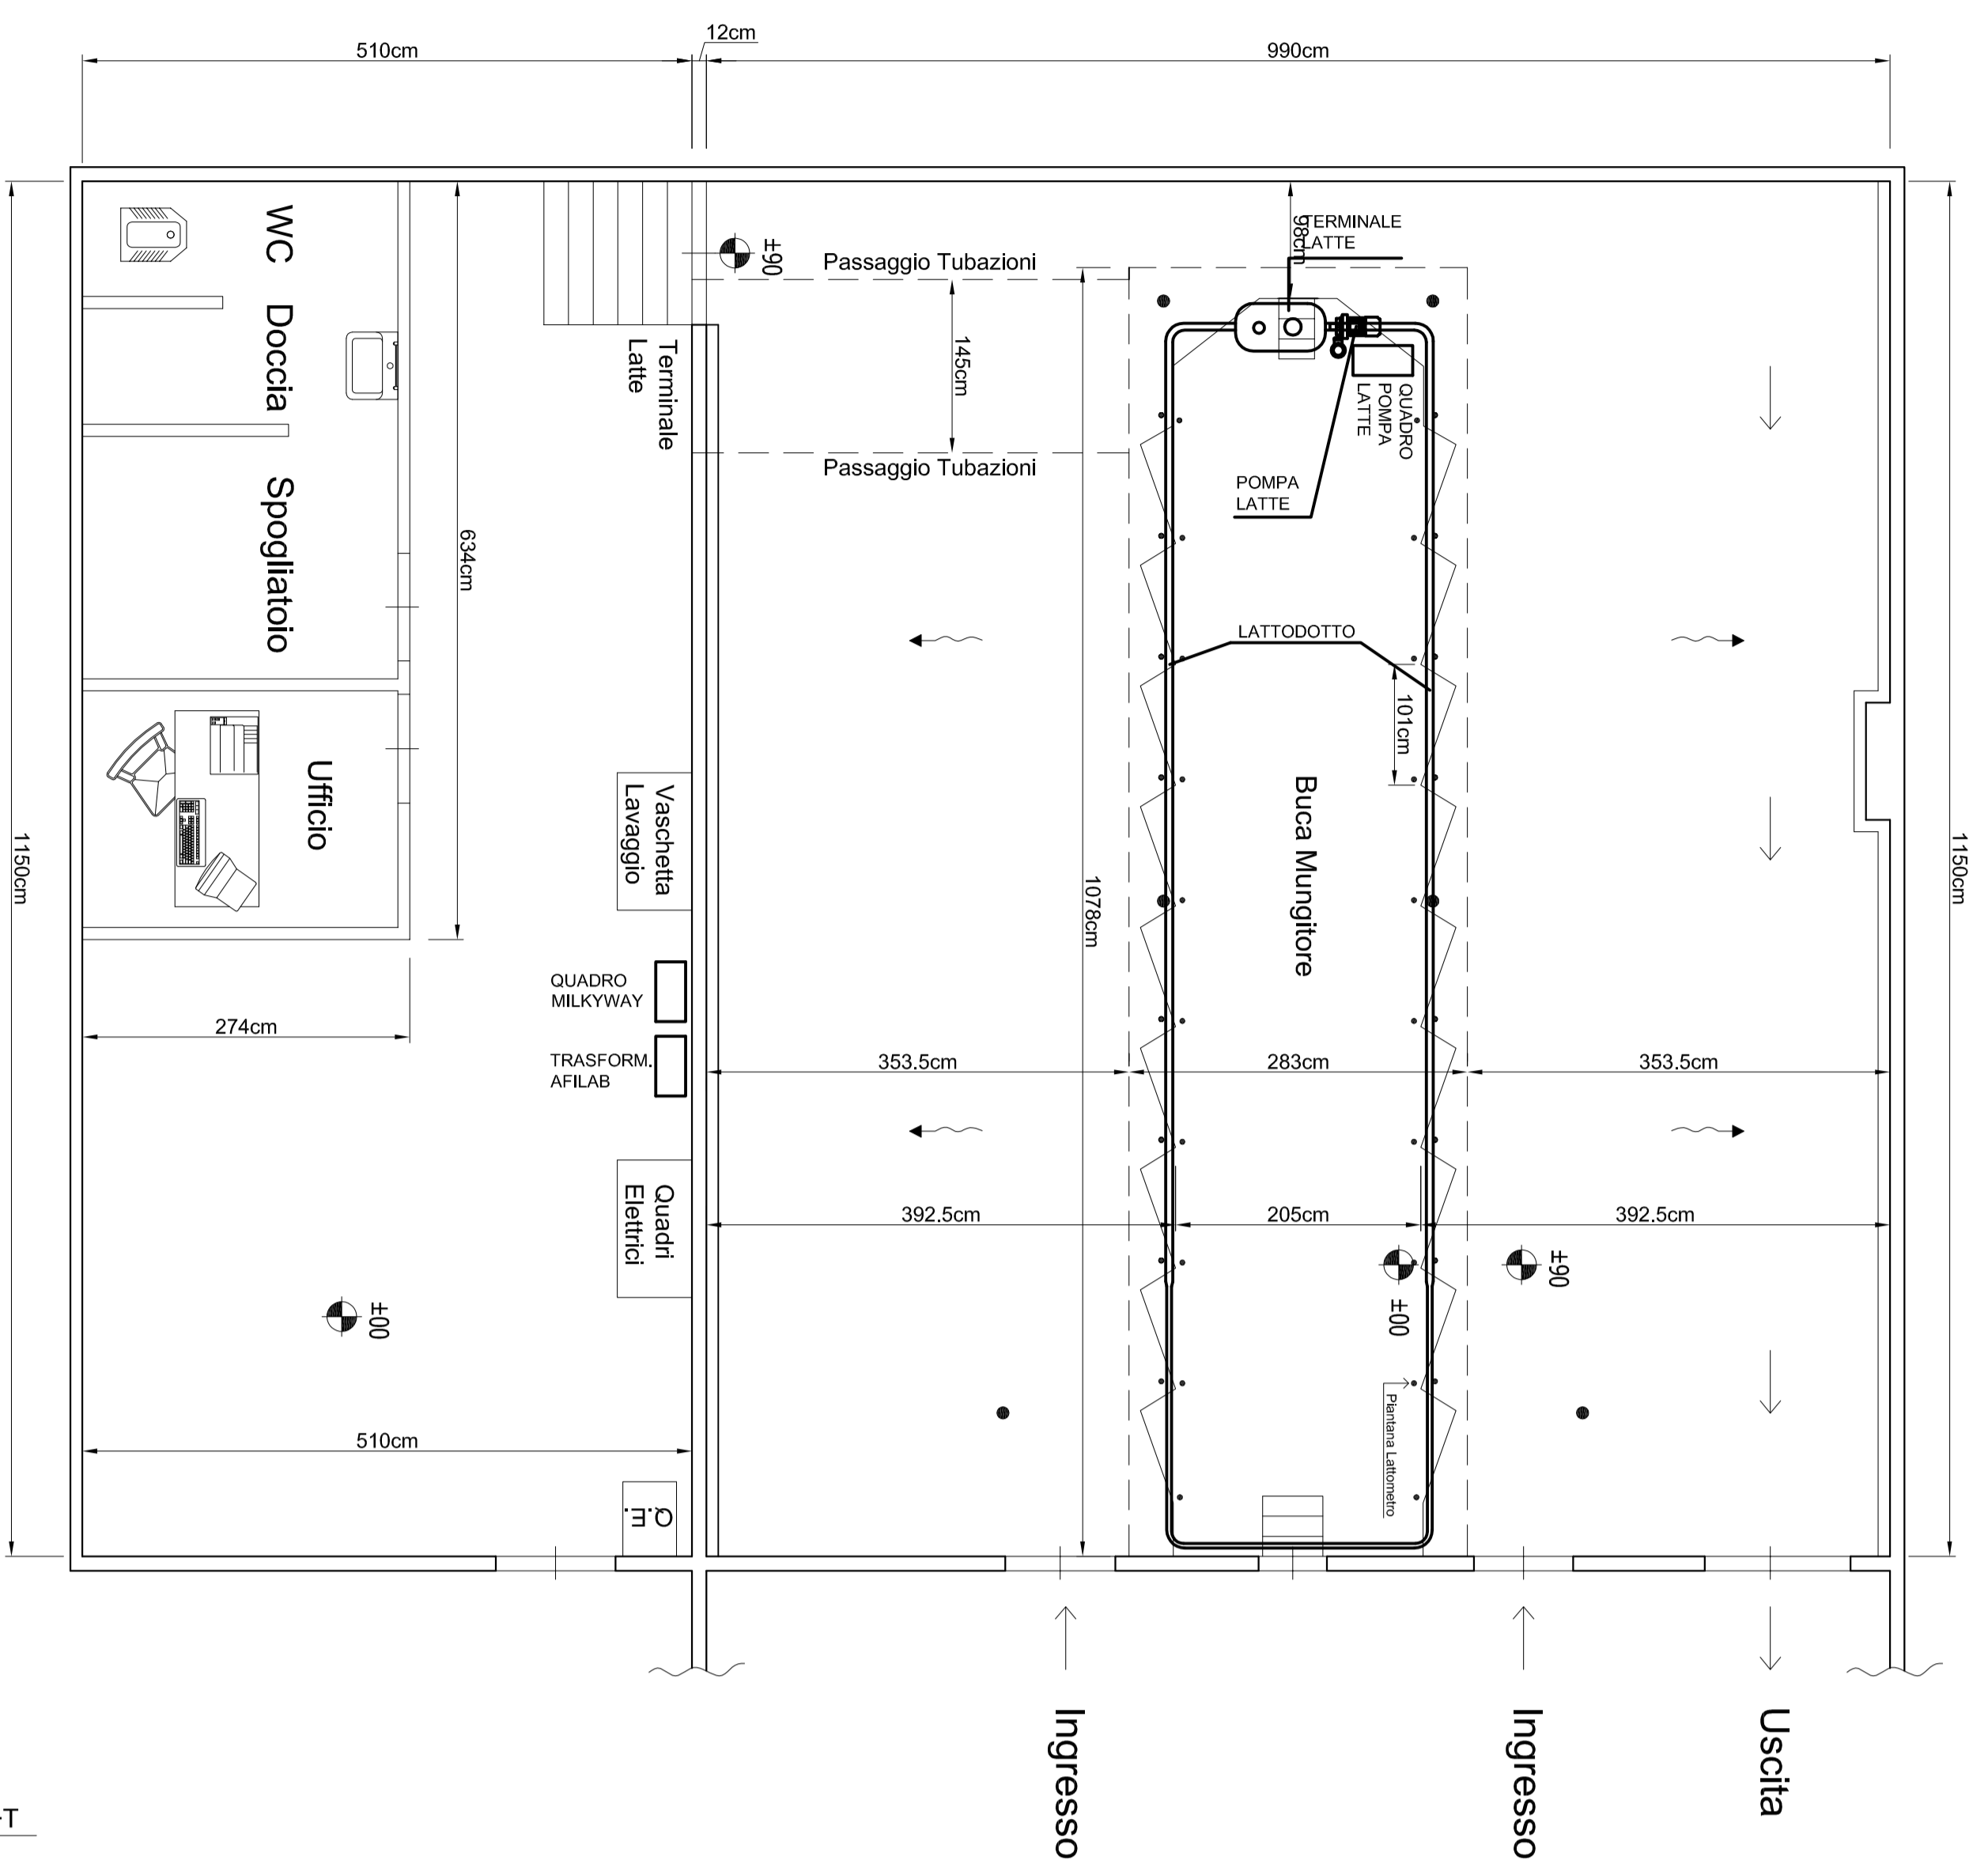 12cm
510cm
990cm
WC
Doccia
Spogliatoio
Ufficio
±90
Passaggio Tubazioni
Passaggio Tubazioni
145cm
98cm
TERMINALE
LATTE
QUADRO
POMPA
LATTE
POMPA
LATTE
Terminale
Latte
634cm
LATTODOTTO
101cm
Buca Mungitore
Vaschetta
Lavaggio
1150cm
1150cm
1078cm
QUADRO
MILKYWAY
TRASFORM.
AFILAB
274cm
353.5cm
283cm
353.5cm
Quadri
Elettrici
392.5cm
205cm
392.5cm
±90
±00
±00
Piantana Lattometro
510cm
Q
.E.
Ingresso
Ingresso
Uscita